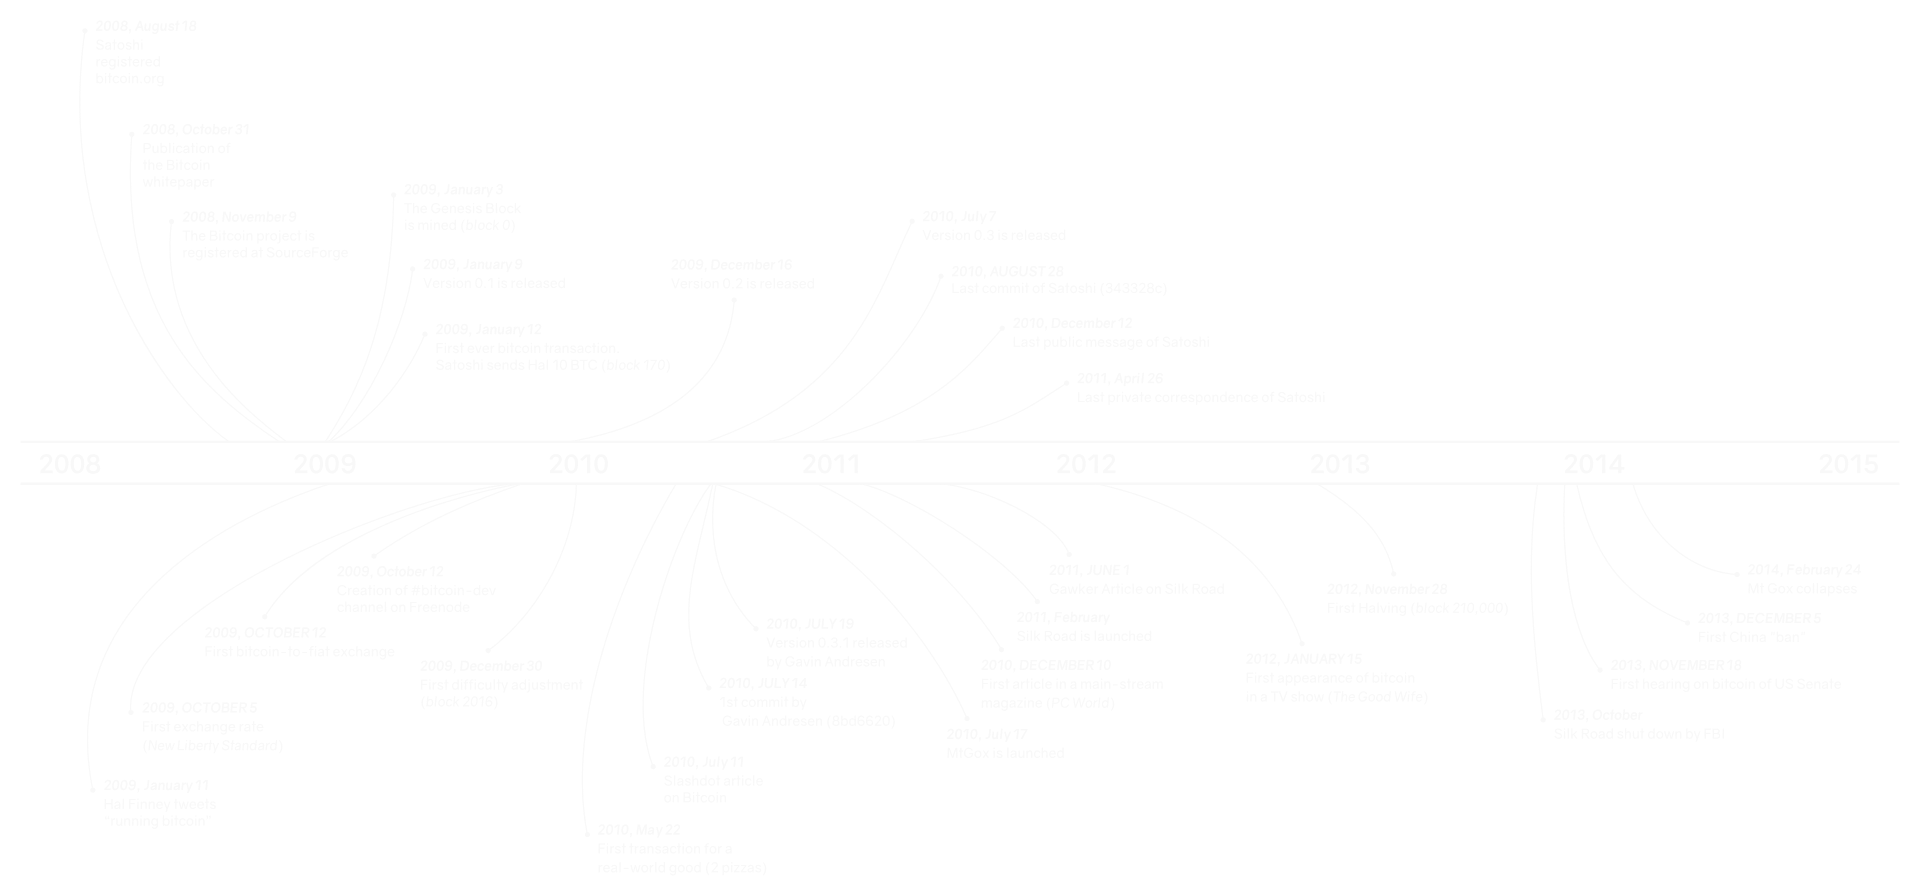 2008, August 18
Satoshi
registered
bitcoin.org
2008, October 31
Publication of
the Bitcoin
whitepaper
2008, November 9
The Bitcoin project is
registered at SourceForge
2009, January 3
The Genesis Block
is mined (block 0)
2009, January 9
Version 0.1 is released
2009, January 12
First ever bitcoin transaction
Satoshi sends Hal 10 BTC (block 170)
2009, December 16
Version 0.2 is released
2010, July 7
Version 0.3 is released
2010, AUGUST 28
Last commit of Satoshi (343328c)
2010, December 12
Last public message of Satoshi
2011, April 26
Last private correspondence of Satoshi
2008
2009
2010
2011
2012
2013
2014
2015
2009, October 12
Creation of #bitcoin-dev
channel on Freenode
2009, OCTOBER 12
First bitcoin-to-fiat exchange
2009, December 30
First difficulty adjustment
(block 2016)
2009, OCTOBER 5
First exchange rate
(New Liberty Standard)
2009, January 11
Hal Finney tweets
"running bitcoin"
2010, JULY 19
Version 0.3.1 released
by Gavin Andresen
2010, JULY 14
1st commit by
Gavin Andresen (8bd6620)
2010, July 11
Slashdot article
on Bitcoin
2010, May 22
First transaction for a
real-world good (2 pizzas)
2011, JUNE 1
Gawker Article on Silk Road
2011, February
Silk Road is launched
2010, DECEMBER 10
First article in a main-stream
magazine (PC World)
2010, July 17
MtGox is launched
2012, JANUARY 15
First appearance of bitcoin
in a TV show (The Good Wife)
2012, November 28
First Halving (block 210,000)
2014, February 24
Mt Gox collapses
2013, DECEMBER 5
First China "ban"
2013, NOVEMBER 18
First hearing on bitcoin of US Senate
2013, October
Silk Road shut down by FBI